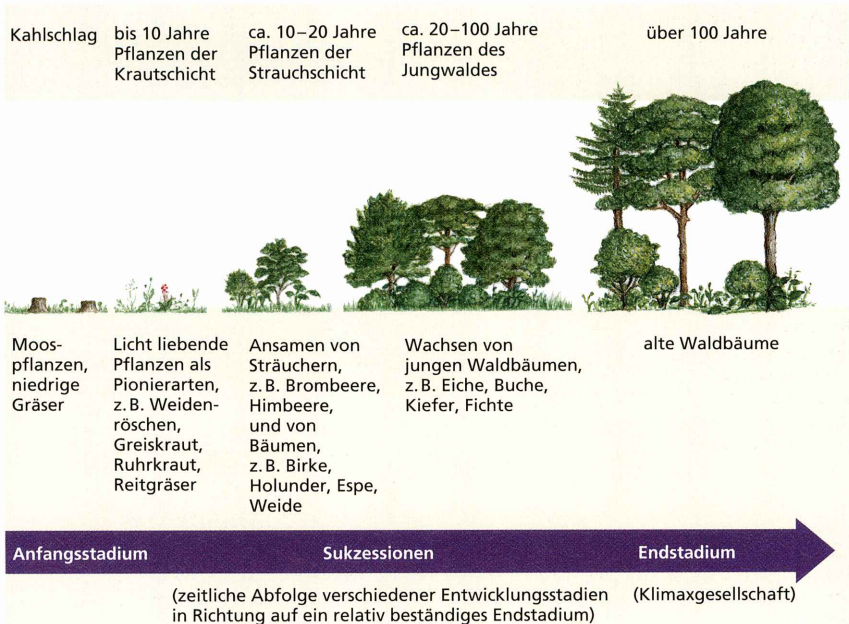 Kahlschlag
bis 10 Jahre
Pflanzen der
Krautschicht
ca. 10–20 Jahre
Pflanzen der
Strauchschicht
ca. 20–100 Jahre
Pflanzen des
Jungwaldes
über 100 Jahre
Moos-
pflanzen,
niedrige
Gräser
Licht liebende
Pflanzen als
Pionierarten,
z. B. Weiden-
röschen,
Greiskraut,
Ruhrkraut,
Reitgräser
Ansamen von
Sträuchern,
z. B. Brombeere,
Himbeere,
und von
Bäumen,
z. B. Birke,
Holunder, Espe,
Weide
Wachsen von
jungen Waldbäumen,
z. B. Eiche, Buche,
Kiefer, Fichte
alte Waldbäume
Anfangsstadium
Sukzessionen
Endstadium
(zeitliche Abfolge verschiedener Entwicklungsstadien
in Richtung auf ein relativ beständiges Endstadium)
(Klimaxgesellschaft)